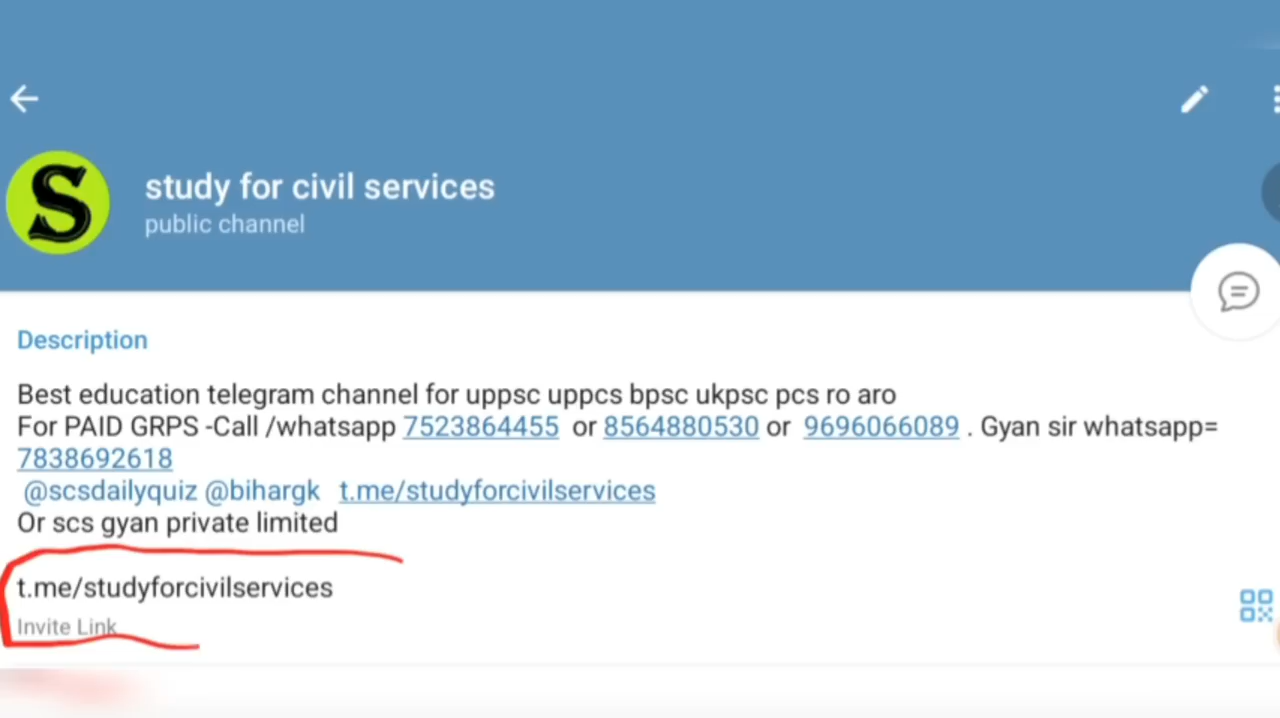 S
study for civil services
public channel
Description
Best education telegram channel for uppsc uppcs bpsc ukpsc pcs ro aro
For PAID GRPS -Call /whatsapp 7523864455 or 8564880530 or 9696066089 . Gyan sir whatsapp=
7838692618
@scsdailyquiz @bihargk t.me/studyforcivilservices
Or scs gyan private limited
t.me/studyforcivilservices
Invite Link